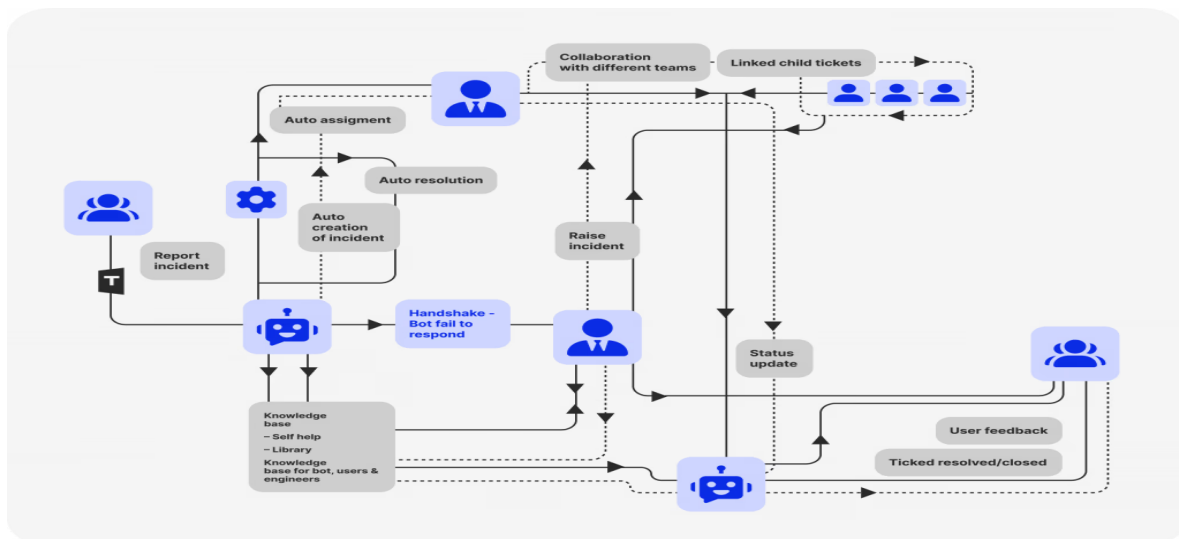 Collaboration
with different teams
Linked child tickets
Auto assigment
Auto resolution
Auto
creation
of incident
Raise
incident
Report
incident
T
Handshake –
Bot fail to
respond
Status
update
Knowledge
base
– Self help
– Library
Knowledge
base for bot, users &
engineers
User feedback
Ticked resolved/closed